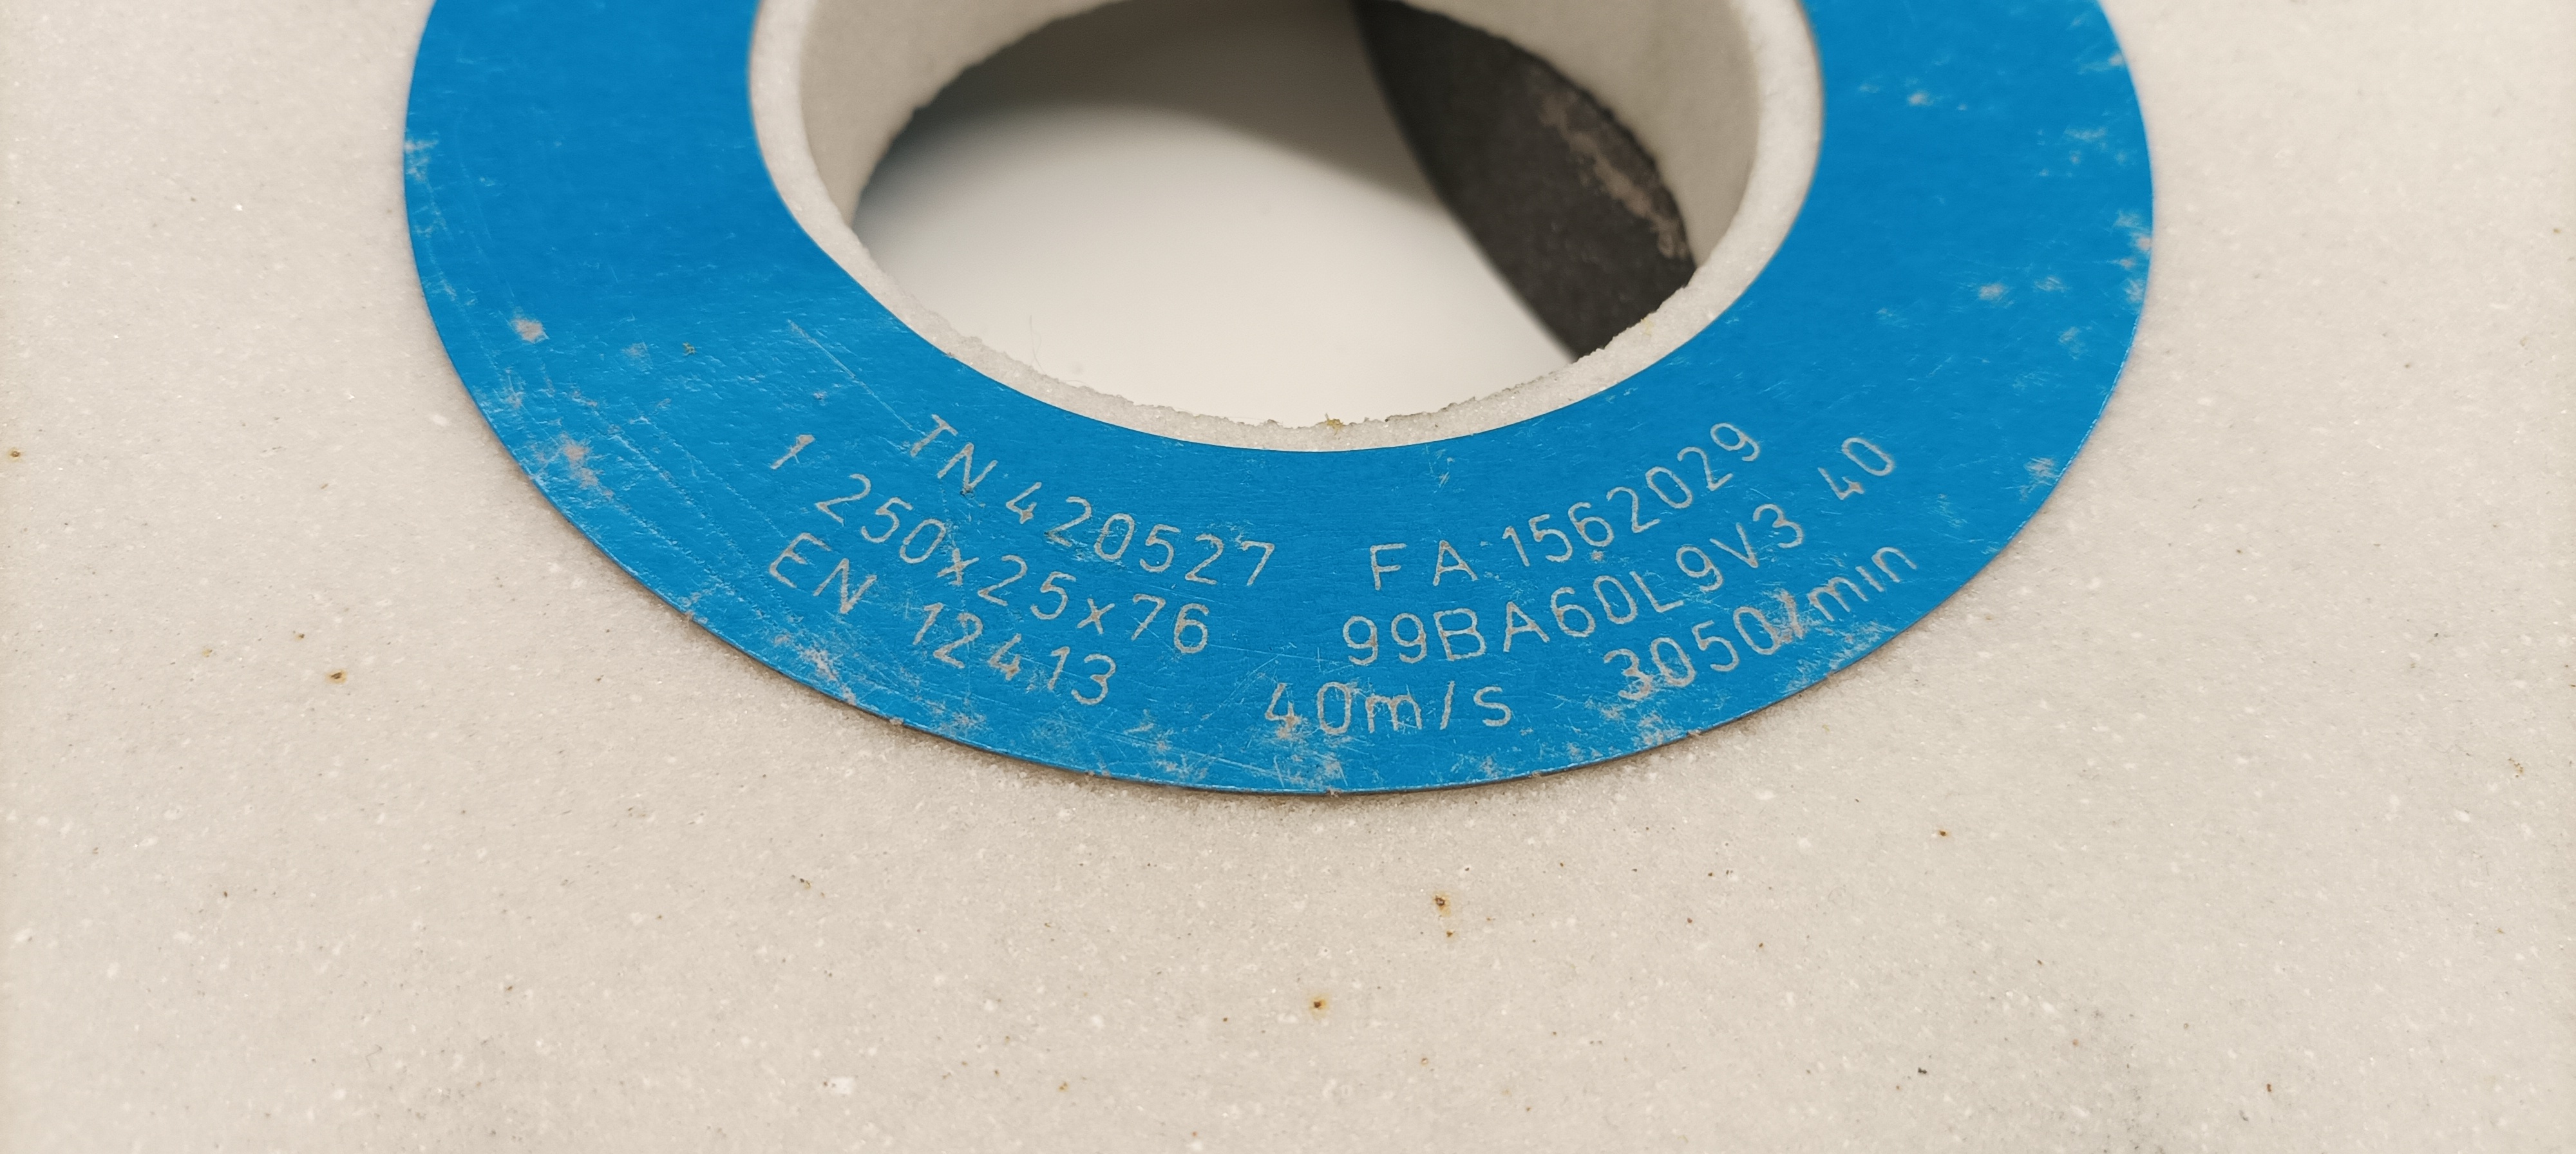 TN.420527 FA.1562029
1 250x25x76 99BA60L9V3 40
EN 12413 40m/s 3050/min